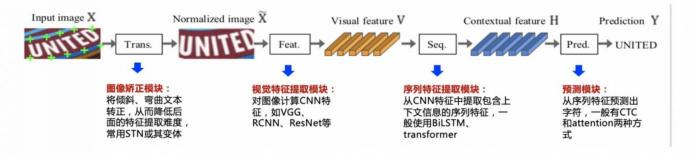 Input image X
Normalized image X̃
Visual feature V
Contextual feature H
Prediction Y
UNITED
Trans.
UNITED
Feat.
Seq.
Pred.
UNITED
图像矫正模块：
将倾斜、弯曲文本
转正，从而降低后
面的特征提取难度，
常用STN或其变体
视觉特征提取模块：
对图像计算CNN特
征，如VGG、
RCNN、ResNet等
序列特征提取模块：
从CNN特征中提取包含上
下文信息的序列特征，一
般使用BiLSTM、
transformer
预测模块：
从序列特征预测出
字符，一般有CTC
和attention两种方
式